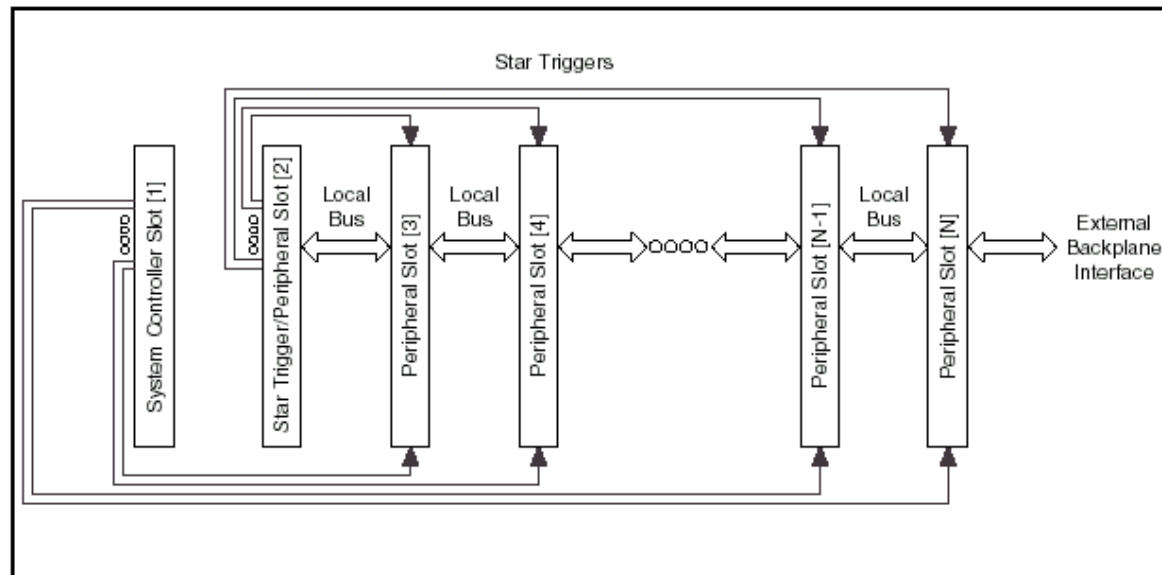 Star Triggers
System Controller Slot [1]
Star Trigger/Peripheral Slot [2]
Local
Bus
Peripheral Slot [3]
Local
Bus
Peripheral Slot [4]
Peripheral Slot [N-1]
Local
Bus
Peripheral Slot [N]
External
Backplane
Interface